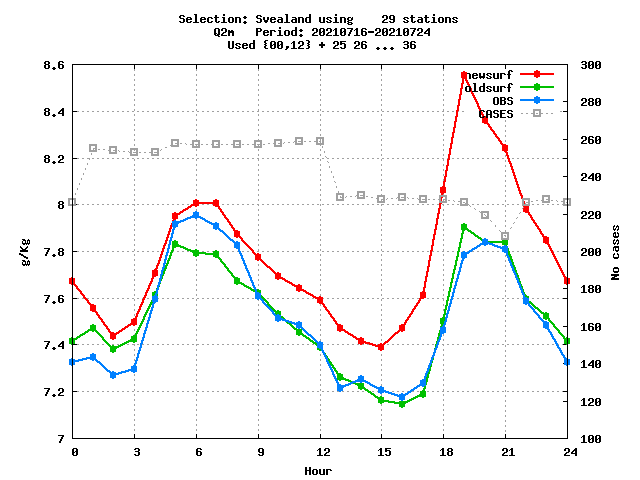 Selection: Svealand using    29 stations
Q2m   Period: 20210716-20210724
Used {00,12} + 25 26 ... 36
newsurf
oldsurf
OBS
CASES
8.6
8.4
8.2
8
7.8
7.6
7.4
7.2
7
g/Kg
300
280
260
240
220
200
180
160
140
120
100
No cases
0 3 6 9 12 15 18 21 24
Hour